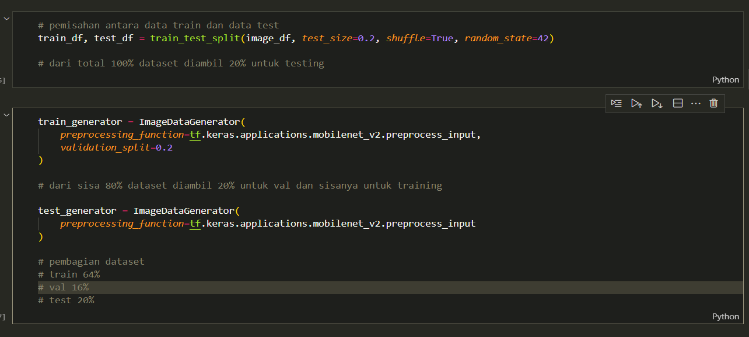 # pemisahan antara data train dan data test
train_df, test_df = train_test_split(image_df, test_size=0.2, shuffle=True, random_state=42)
# dari total 100% dataset diambil 20% untuk testing
Python
train_generator = ImageDataGenerator(
preprocessing_function=tf.keras.applications.mobilenet_v2.preprocess_input,
validation_split=0.2
)
# dari sisa 80% dataset diambil 20% untuk val dan sisanya untuk training
test_generator = ImageDataGenerator(
preprocessing_function=tf.keras.applications.mobilenet_v2.preprocess_input
)
# pembagian dataset
# train 64%
# val 16%
# test 20%
Python